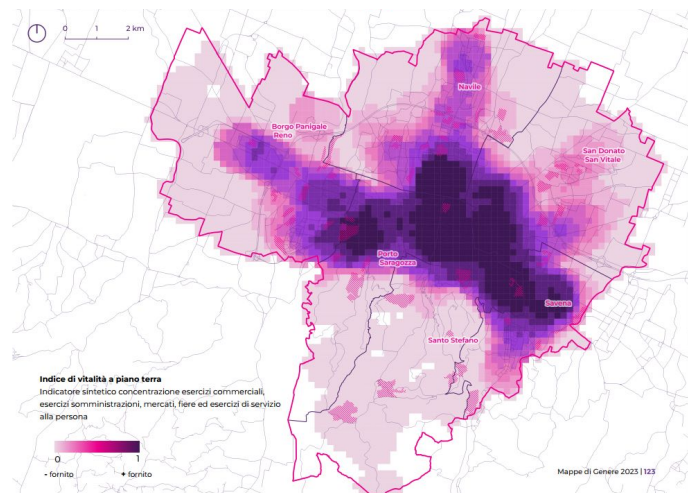 0 1 2 km
Navile
Borgo Panigale
Reno
San Donato
San Vitale
Porto
Saragozza
Savena
Santo Stefano
Indice di vitalità a piano terra
Indicatore sintetico concentrazione esercizi commerciali,
esercizi somministrazioni, mercati, fiere ed esercizi di servizio
alla persona
0 1
- fornito + fornito
Mappe di Genere 2023 | 123